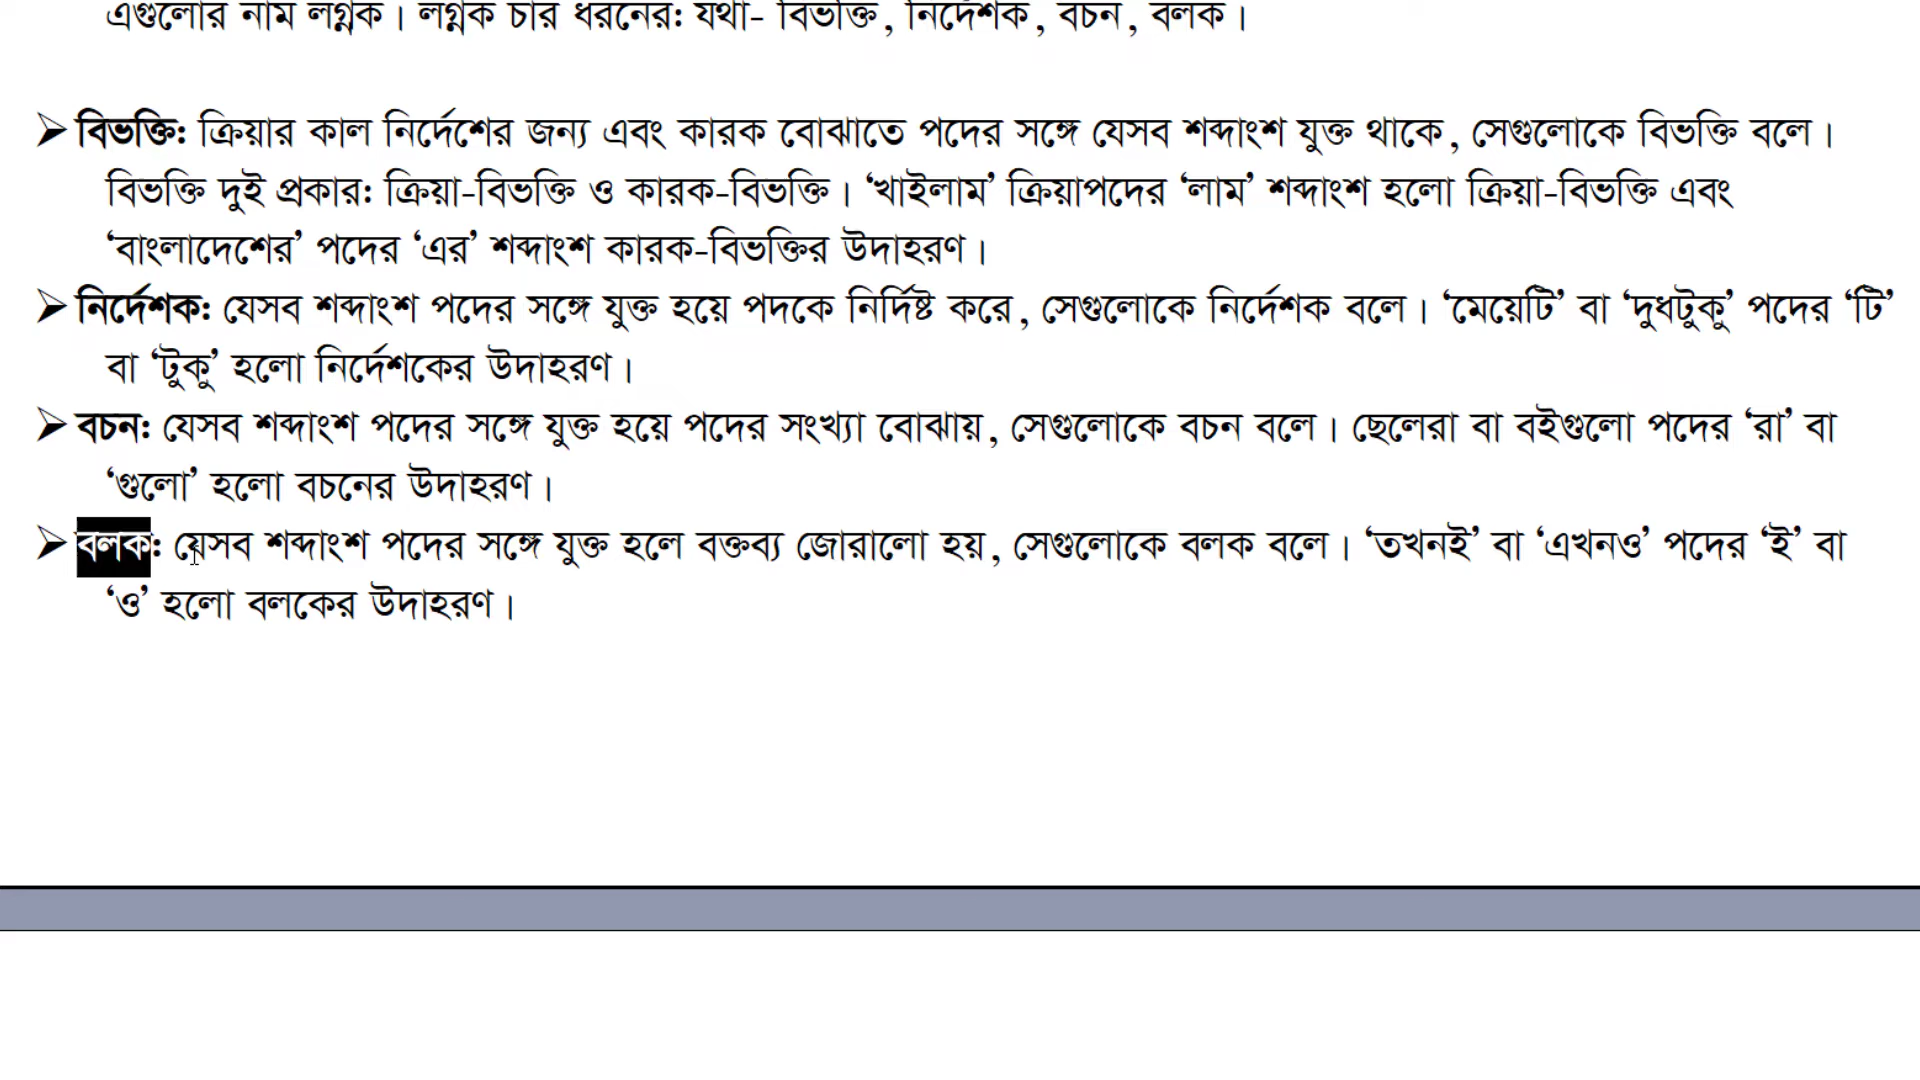 এগুলোর নাম লগ্নক। লগ্নক চার ধরনের: যথা- বিভক্তি, নির্দেশক, বচন, বলক।
➢ বিভক্তি: ক্রিয়ার কাল নির্দেশের জন্য এবং কারক বোঝাতে পদের সঙ্গে যেসব শব্দাংশ যুক্ত থাকে, সেগুলোকে বিভক্তি বলে।
বিভক্তি দুই প্রকার: ক্রিয়া-বিভক্তি ও কারক-বিভক্তি। ‘খাইলাম’ ক্রিয়াপদের ‘লাম’ শব্দাংশ হলো ক্রিয়া-বিভক্তি এবং
‘বাংলাদেশের’ পদের ‘এর’ শব্দাংশ কারক-বিভক্তির উদাহরণ।
➢ নির্দেশক: যেসব শব্দাংশ পদের সঙ্গে যুক্ত হয়ে পদকে নির্দিষ্ট করে, সেগুলোকে নির্দেশক বলে। ‘মেয়েটি’ বা ‘দুধটুকু’ পদের ‘টি’
বা ‘টুকু’ হলো নির্দেশকের উদাহরণ।
➢ বচন: যেসব শব্দাংশ পদের সঙ্গে যুক্ত হয়ে পদের সংখ্যা বোঝায়, সেগুলোকে বচন বলে। ছেলেরা বা বইগুলো পদের ‘রা’ বা
‘গুলো’ হলো বচনের উদাহরণ।
➢ বলক: যেসব শব্দাংশ পদের সঙ্গে যুক্ত হলে বক্তব্য জোরালো হয়, সেগুলোকে বলক বলে। ‘তখনই’ বা ‘এখনও’ পদের ‘ই’ বা
‘ও’ হলো বলকের উদাহরণ।